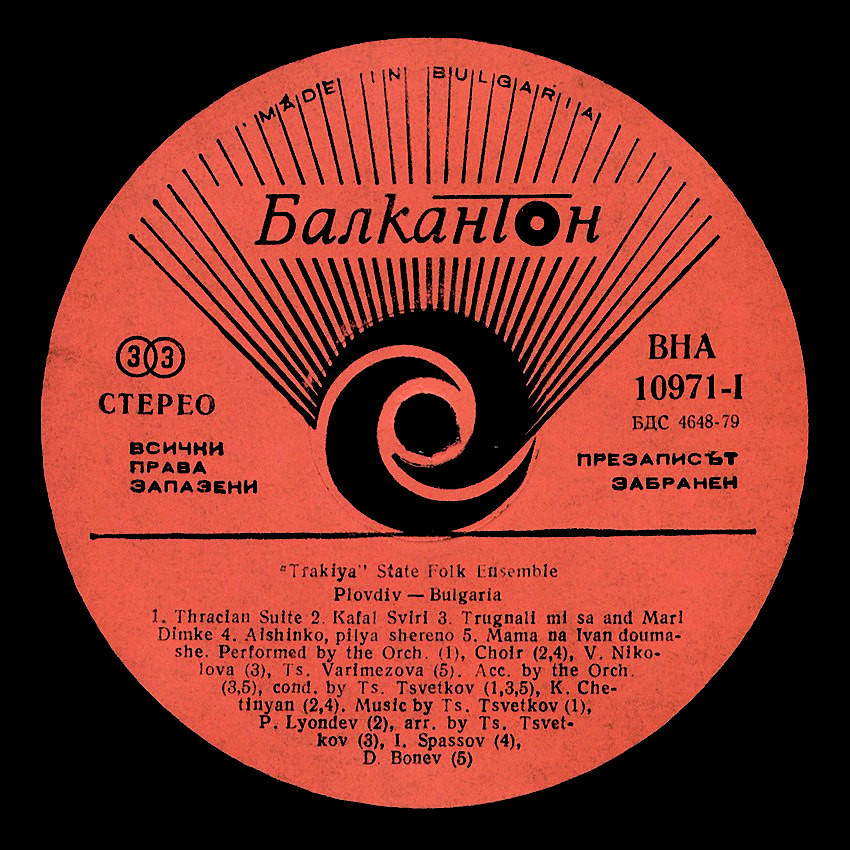 MADE IN BULGARIA
Балкантон
33
СТЕРЕО
ВСИЧКИ
ПРАВА
ЗАПАЗЕНИ
ВНА
10971-I
БДС 4648-79
ПРЕЗАПИСЪТ
ЗАБРАНЕН
"Trakiya" State Folk Ensemble
Plovdiv — Bulgaria
1. Thracian Suite 2. Kafal Sviri 3. Trugnali mi sa and Mari
Dimke 4. Aishinko, pilya shereno 5. Mama na Ivan douma-
she. Performed by the Orch. (1), Choir (2,4), V. Niko-
lova (3), Ts. Varimezova (5). Acc. by the Orch.
(3,5), cond. by Ts. Tsvetkov (1,3,5), K. Che-
tinyan (2,4). Music by Ts. Tsvetkov (1),
P. Lyondev (2), arr. by Ts. Tsvet-
kov (3), I. Spassov (4),
D. Bonev (5)